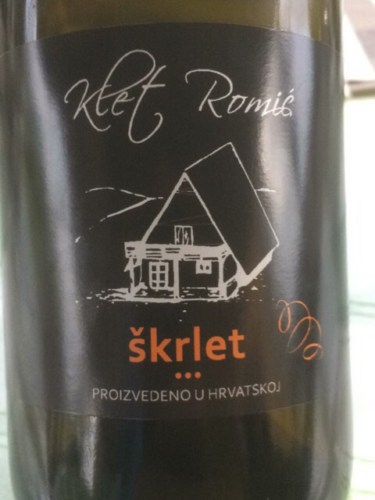 Klet Romić
škrlet
PROIZVEDENO U HRVATSKOJ